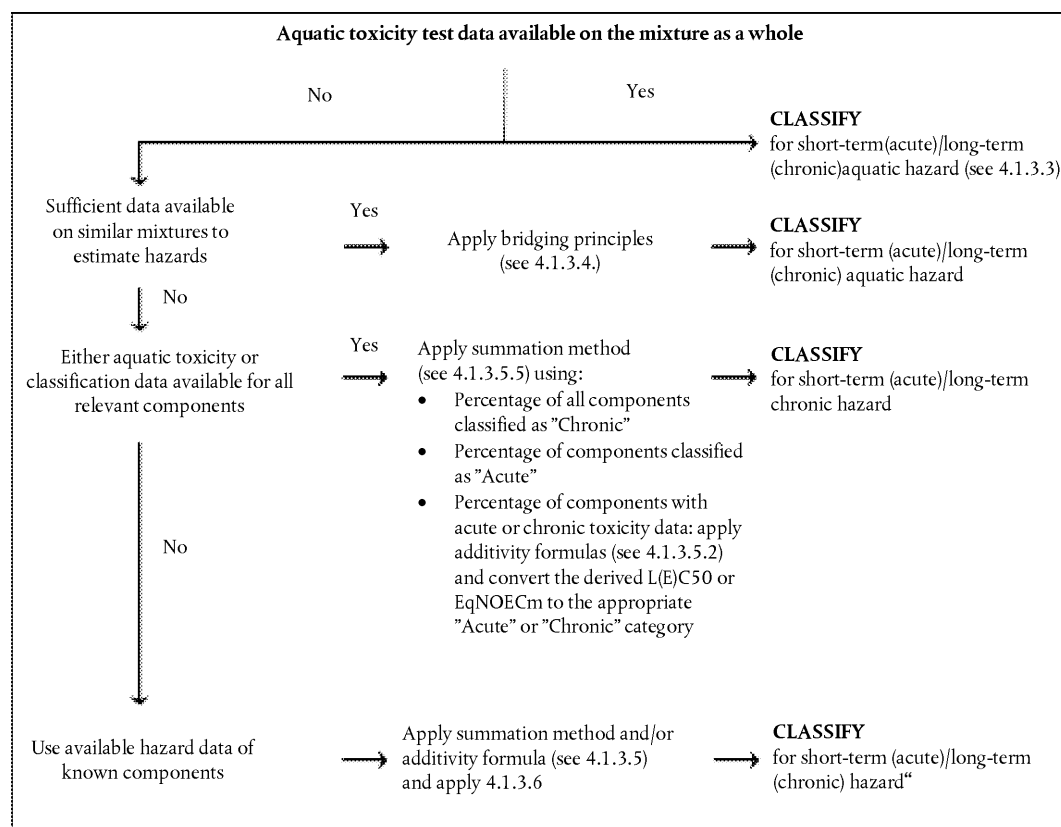 Aquatic toxicity test data available on the mixture as a whole
No
Yes
CLASSIFY
for short-term(acute)/long-term
(chronic)aquatic hazard (see 4.1.3.3)
Sufficient data available
on similar mixtures to
estimate hazards
Yes
Apply bridging principles
(see 4.1.3.4.)
CLASSIFY
for short-term (acute)/long-term
(chronic) aquatic hazard
No
Either aquatic toxicity or
classification data available for all
relevant components
Yes
Apply summation method
(see 4.1.3.5.5) using:
• Percentage of all components
classified as ”Chronic”
• Percentage of components classified
as ”Acute”
• Percentage of components with
acute or chronic toxicity data: apply
additivity formulas (see 4.1.3.5.2)
and convert the derived L(E)C50 or
EqNOECm to the appropriate
”Acute” or ”Chronic” category
CLASSIFY
for short-term (acute)/long-term
chronic hazard
No
Use available hazard data of
known components
Apply summation method and/or
additivity formula (see 4.1.3.5)
and apply 4.1.3.6
CLASSIFY
for short-term (acute)/long-term
(chronic) hazard“